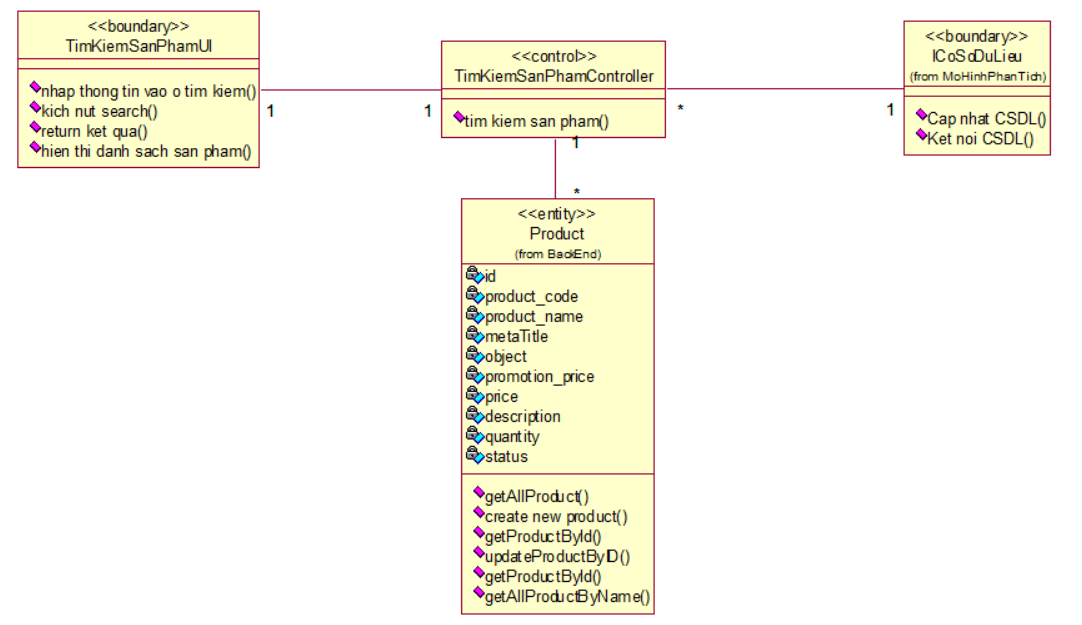 <<boundary>>
TimKiemSanPhamUI
nhap thong tin vao o tim kiem()
kich nut search()
return ket qua()
hien thi danh sach san pham()
1
1
<<control>>
TimKiemSanPhamController
tim kiem san pham()
*
1
<<boundary>>
ICoSoDuLieu
(from MoHinhPhanTich)
Cap nhat CSDL()
Ket noi CSDL()
1
*
<<entity>>
Product
(from BackEnd)
id
product_code
product_name
metaTitle
object
promotion_price
price
description
quantity
status
getAllProduct()
create new product()
getProductById()
updateProductByID()
getProductById()
getAllProductByName()